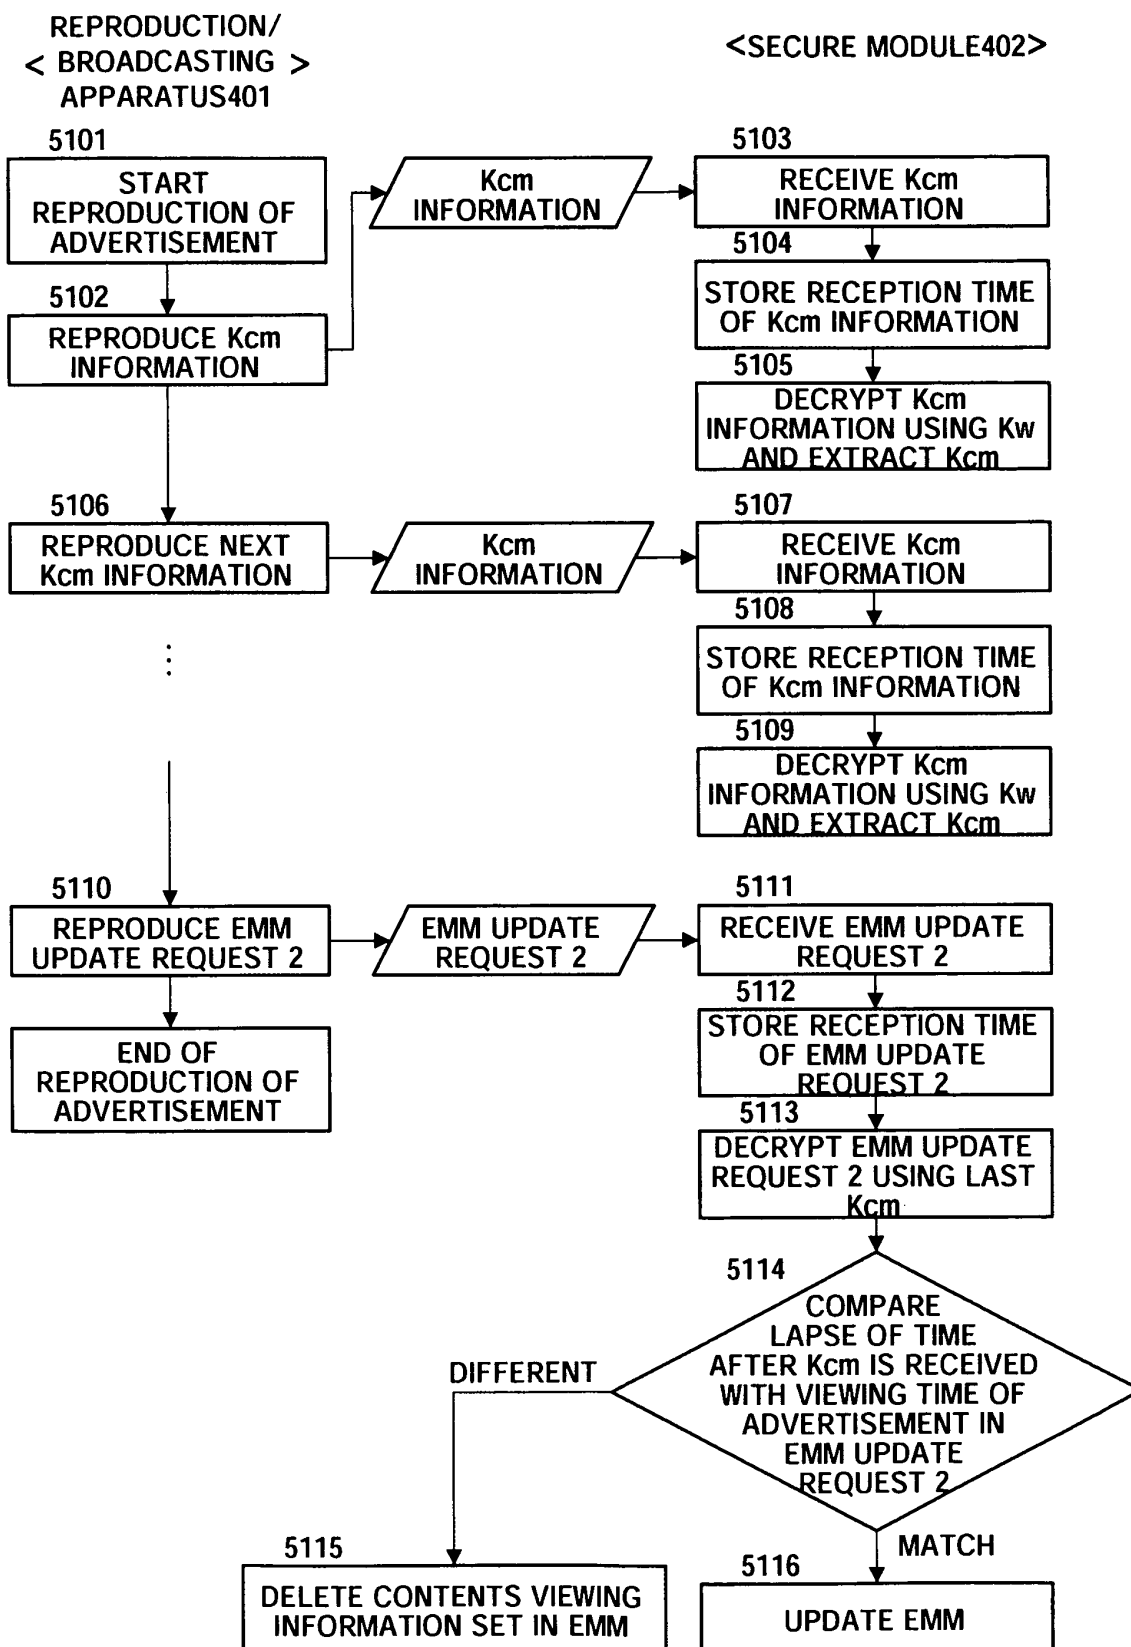 REPRODUCTION/
< BROADCASTING >
APPARATUS401
<SECURE MODULE402>
5101
START
REPRODUCTION OF
ADVERTISEMENT
5102
REPRODUCE Kcm
INFORMATION
Kcm
INFORMATION
5103
RECEIVE Kcm
INFORMATION
5104
STORE RECEPTION TIME
OF Kcm INFORMATION
5105
DECRYPT Kcm
INFORMATION USING Kw
AND EXTRACT Kcm
5106
REPRODUCE NEXT
Kcm INFORMATION
Kcm
INFORMATION
5107
RECEIVE Kcm
INFORMATION
5108
STORE RECEPTION TIME
OF Kcm INFORMATION
5109
DECRYPT Kcm
INFORMATION USING Kw
AND EXTRACT Kcm
5110
REPRODUCE EMM
UPDATE REQUEST 2
EMM UPDATE
REQUEST 2
5111
RECEIVE EMM UPDATE
REQUEST 2
5112
STORE RECEPTION TIME
OF EMM UPDATE
REQUEST 2
END OF
REPRODUCTION OF
ADVERTISEMENT
5113
DECRYPT EMM UPDATE
REQUEST 2 USING LAST
Kcm
5114
COMPARE
LAPSE OF TIME
AFTER Kcm IS RECEIVED
WITH VIEWING TIME OF
ADVERTISEMENT IN
EMM UPDATE
REQUEST 2
DIFFERENT
MATCH
5115
DELETE CONTENTS VIEWING
INFORMATION SET IN EMM
5116
UPDATE EMM